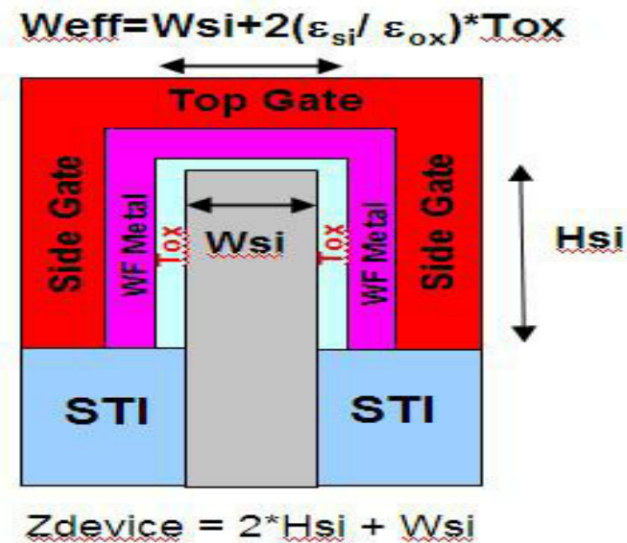 Weff=Wsi+2(εsi/ εox)*Tox
Top Gate
Side Gate
WF Metal
Tox
Wsi
Tox
WF Metal
Side Gate
Hsi
STI
STI
Zdevice = 2*Hsi + Wsi